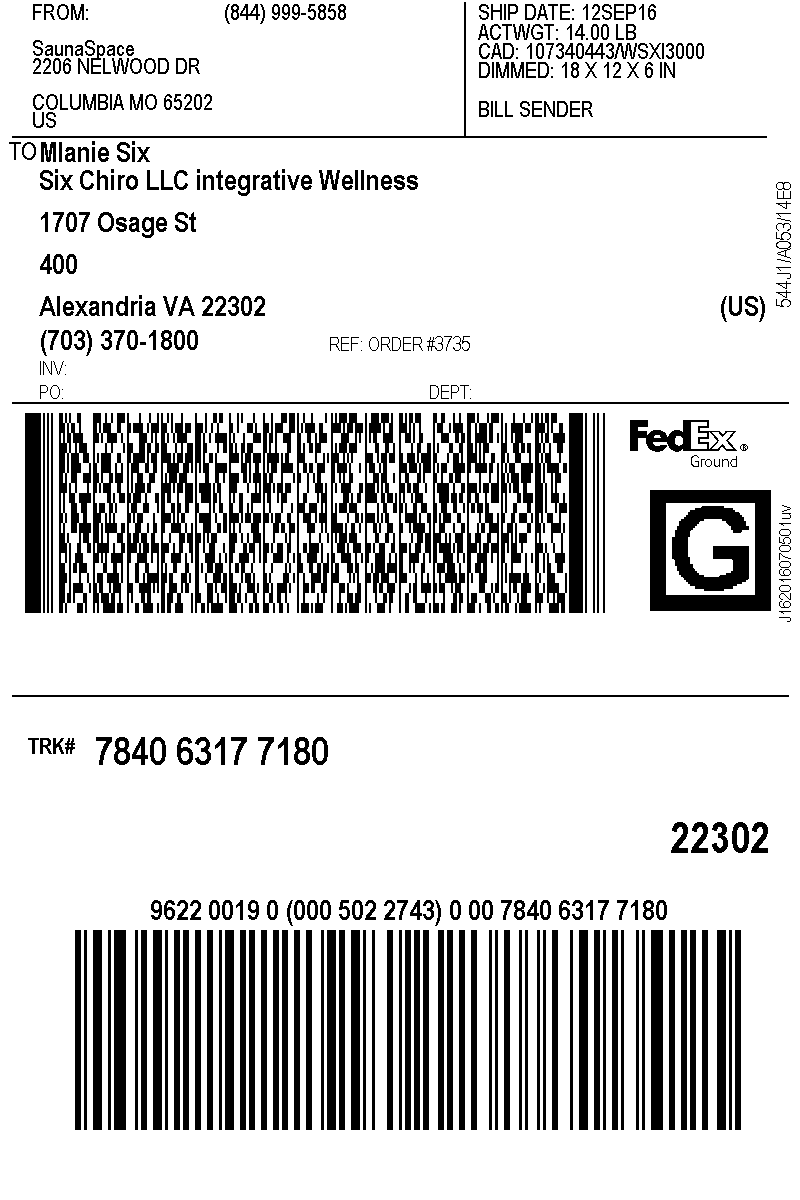 FROM: (844) 999-5858
SaunaSpace
2206 NELWOOD DR
COLUMBIA MO 65202
US
SHIP DATE: 12SEP16
ACTWGT: 14.00 LB
CAD: 107340443/WSXI3000
DIMMED: 18 X 12 X 6 IN
BILL SENDER
TO Mlanie Six
Six Chiro LLC integrative Wellness
1707 Osage St
400
Alexandria VA 22302 (US)
(703) 370-1800 REF: ORDER #3735
INV:
PO: DEPT:
544J1/A053/14E8
FedEx®
Ground
G
J162016070501uv
TRK# 7840 6317 7180
22302
9622 0019 0 (000 502 2743) 0 00 7840 6317 7180